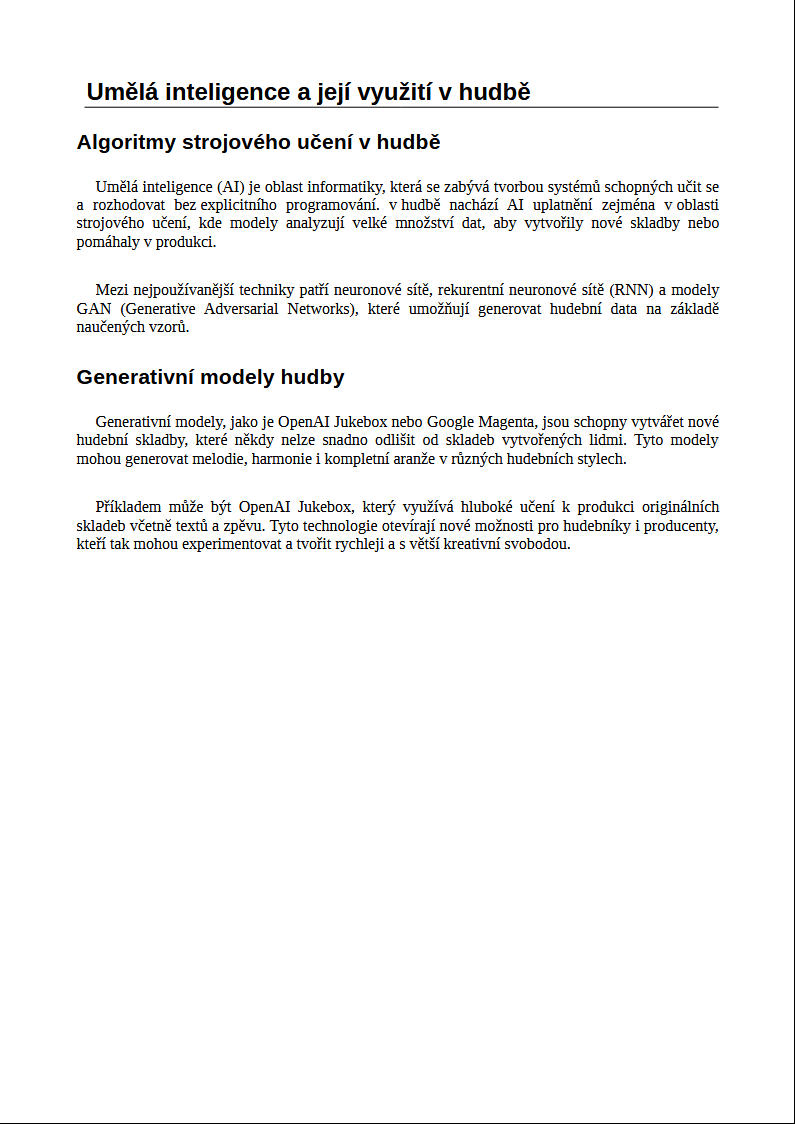 Umělá inteligence a její využití v hudbě
Algoritmy strojového učení v hudbě
Umělá inteligence (AI) je oblast informatiky, která se zabývá tvorbou systémů schopných učit se
a rozhodovat bez explicitního programování. v hudbě nachází AI uplatnění zejména v oblasti
strojového učení, kde modely analyzují velké množství dat, aby vytvořily nové skladby nebo
pomáhaly v produkci.
Mezi nejpoužívanější techniky patří neuronové sítě, rekurentní neuronové sítě (RNN) a modely
GAN (Generative Adversarial Networks), které umožňují generovat hudební data na základě
naučených vzorů.
Generativní modely hudby
Generativní modely, jako je OpenAI Jukebox nebo Google Magenta, jsou schopny vytvářet nové
hudební skladby, které někdy nelze snadno odlišit od skladeb vytvořených lidmi. Tyto modely
mohou generovat melodie, harmonie i kompletní aranže v různých hudebních stylech.
Příkladem může být OpenAI Jukebox, který využívá hluboké učení k produkci originálních
skladeb včetně textů a zpěvu. Tyto technologie otevírají nové možnosti pro hudebníky i producenty,
kteří tak mohou experimentovat a tvořit rychleji a s větší kreativní svobodou.